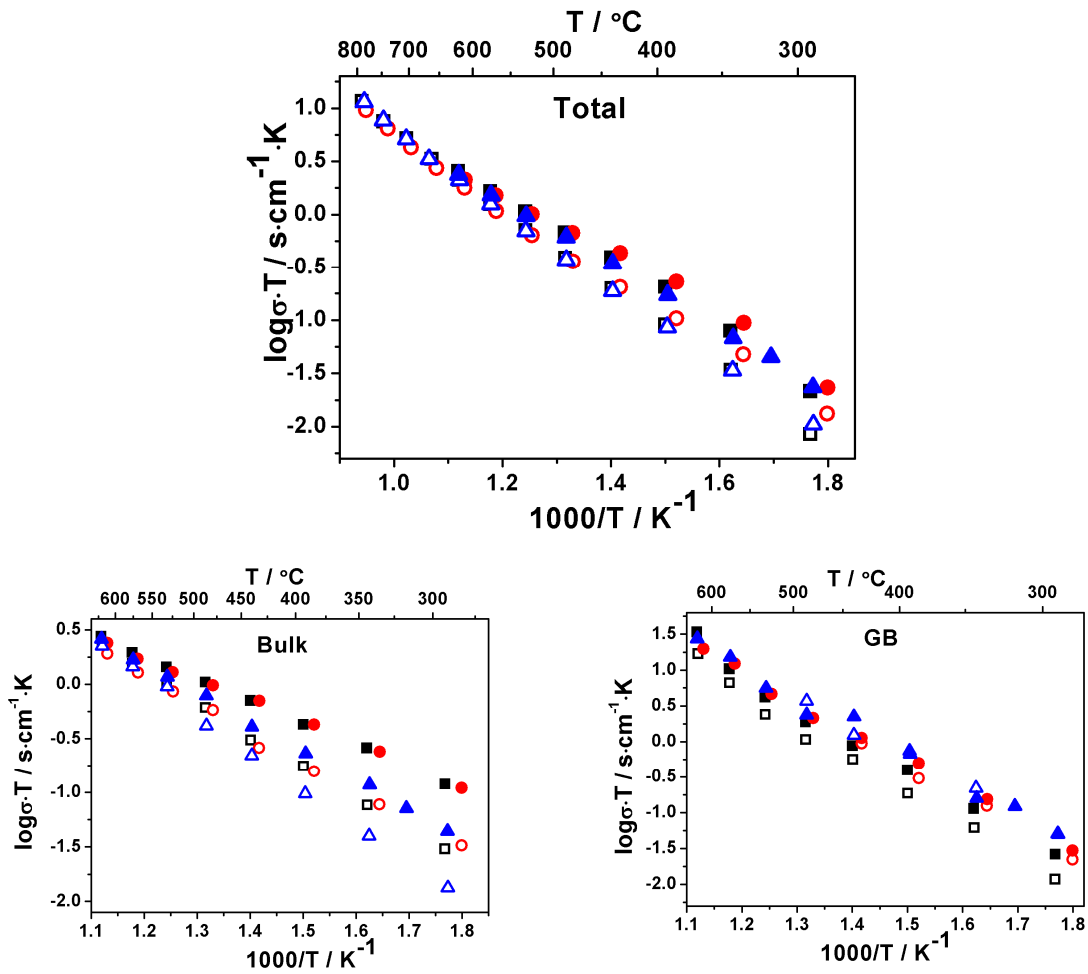 T / °C
800 700 600 500 400 300
Total
1.0
0.5
0.0
-0.5
-1.0
-1.5
-2.0
logσ·T / s·cm-1·K
1.0 1.2 1.4 1.6 1.8
1000/T / K-1
T / °C
600 550 500 450 400 350 300
Bulk
0.5
0.0
-0.5
-1.0
-1.5
-2.0
logσ·T / s·cm-1·K
1.1 1.2 1.3 1.4 1.5 1.6 1.7 1.8
1000/T / K-1
T / °C
600 500 400 300
GB
1.5
1.0
0.5
0.0
-0.5
-1.0
-1.5
-2.0
logσ·T / s·cm-1·K
1.1 1.2 1.3 1.4 1.5 1.6 1.7 1.8
1000/T / K-1